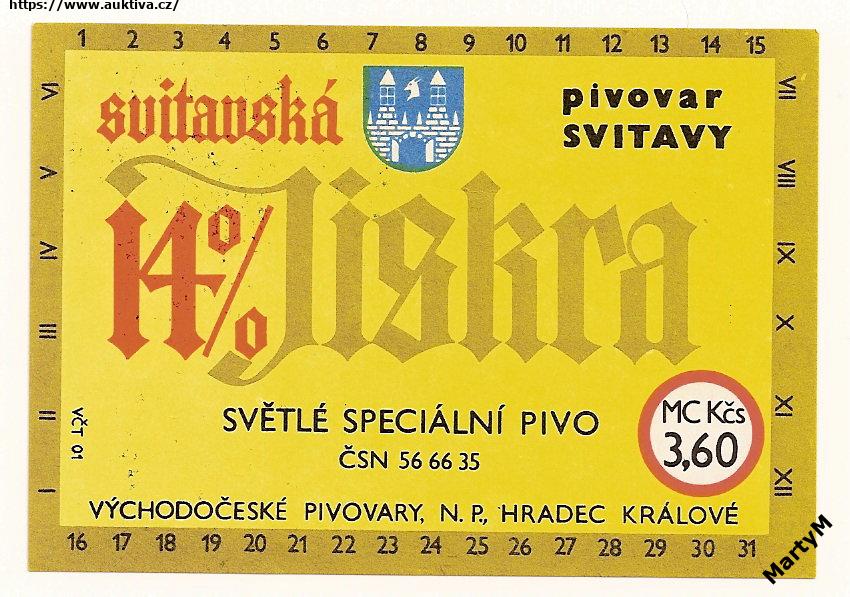 https://www.auktiva.cz/
1 2 3 4 5 6 7 8 9 10 11 12 13 14 15
VI V IV III II I
svitavská
pivovar
SVITAVY
14% Jiskra
SVĚTLÉ SPECIÁLNÍ PIVO
ČSN 56 66 35
MC Kčs
3,60
VČT 01
VÝCHODOČESKÉ PIVOVARY, N. P., HRADEC KRÁLOVÉ
VII VIII IX X XI XII
16 17 18 19 20 21 22 23 24 25 26 27 28 29 30 31
MartyM